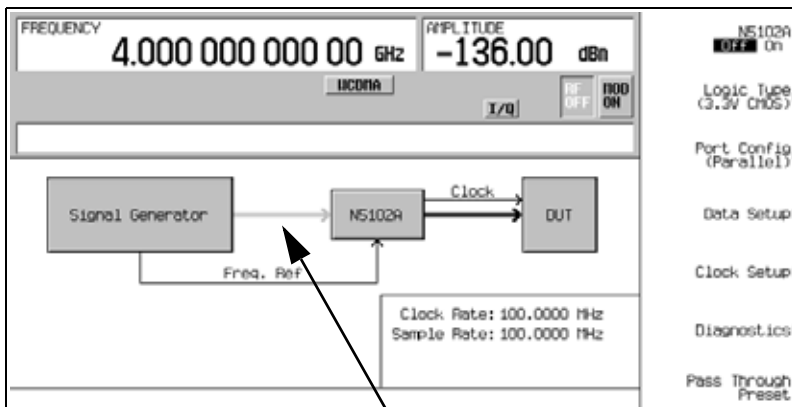 FREQUENCY
4.000 000 000 00 GHz
AMPLITUDE
-136.00 dBm
WCDMA
I/Q
RF OFF
MOD ON
N5102A
Off On
Logic Type
(3.3V CMOS)
Port Config
(Parallel)
Data Setup
Clock Setup
Diagnostics
Pass Through
Preset
Signal Generator
N5102A
Clock
DUT
Freq. Ref
Clock Rate: 100.0000 MHz
Sample Rate: 100.0000 MHz